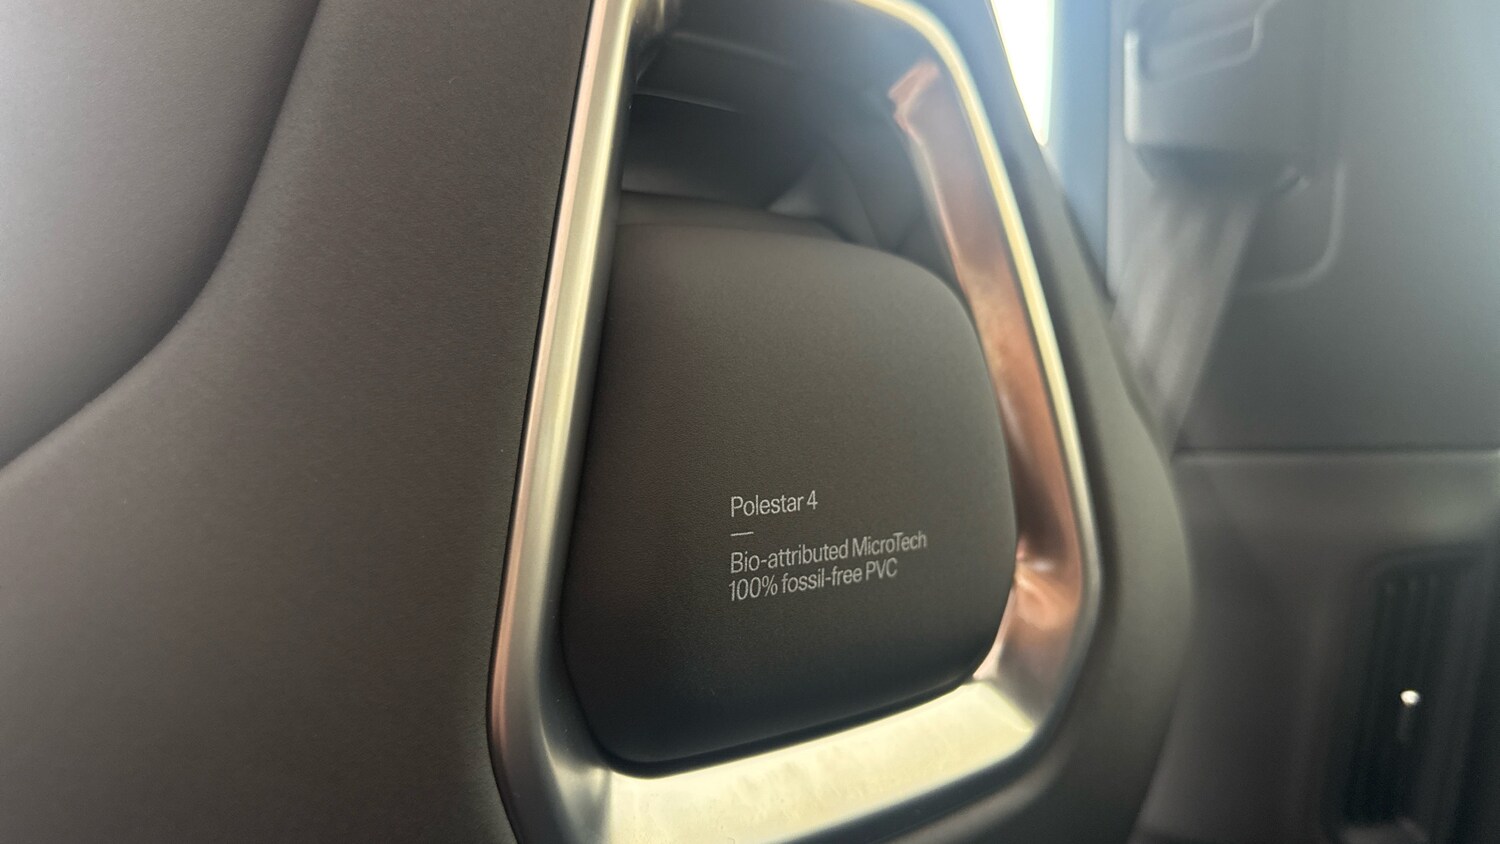 Polestar 4
—
Bio-attributed MicroTech
100% fossil-free PVC